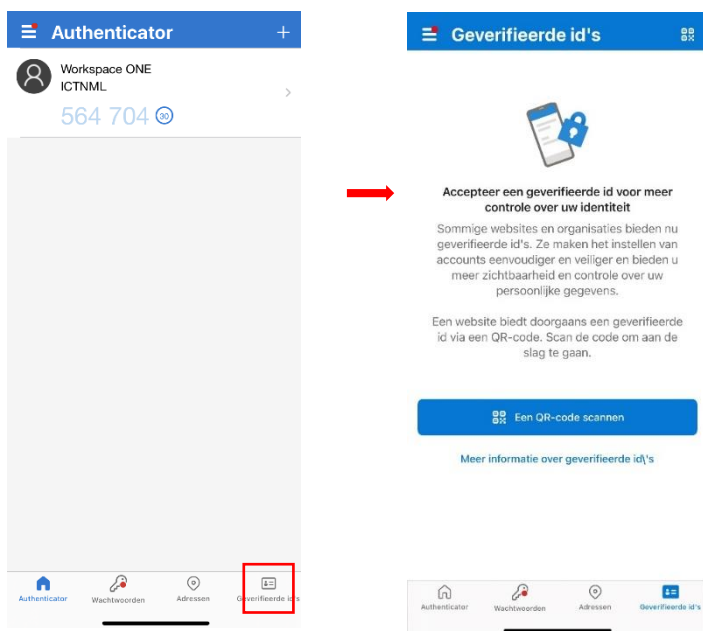 Authenticator
Workspace ONE
ICTNML
564 704 30
Authenticator
Wachtwoorden
Adressen
Geverifieerde id's
Geverifieerde id's
Accepteer een geverifieerde id voor meer
controle over uw identiteit
Sommige websites en organisaties bieden nu
geverifieerde id's. Ze maken het instellen van
accounts eenvoudiger en veiliger en bieden u
meer zichtbaarheid en controle over uw
persoonlijke gegevens.
Een website biedt doorgaans een geverifieerde
id via een QR-code. Scan de code om aan de
slag te gaan.
Een QR-code scannen
Meer informatie over geverifieerde id\'s
Authenticator
Wachtwoorden
Adressen
Geverifieerde id's